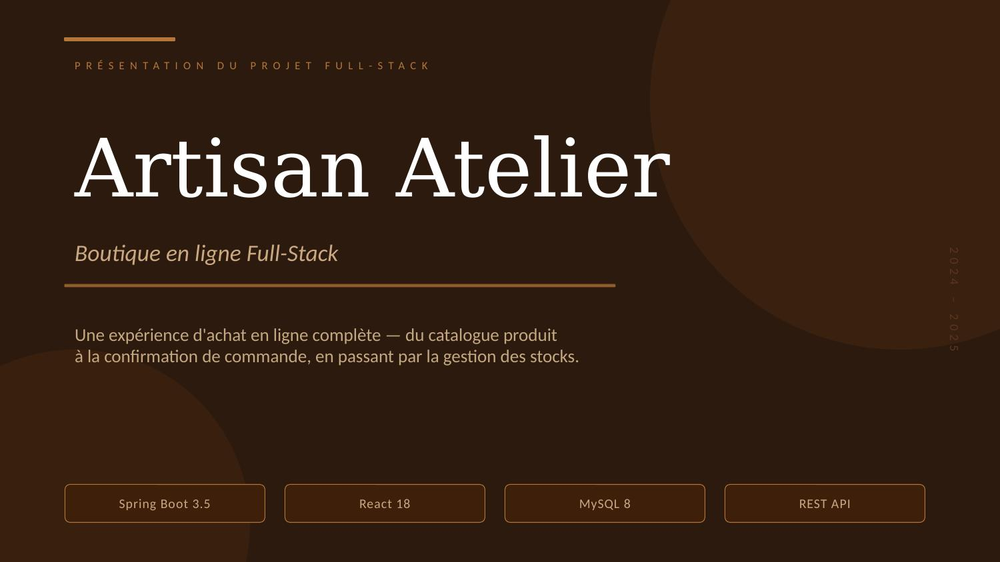 PRÉSENTATION DU PROJET FULL-STACK
Artisan Atelier
Boutique en ligne Full-Stack
Une expérience d'achat en ligne complète — du catalogue produit
à la confirmation de commande, en passant par la gestion des stocks.
2024 – 2025
Spring Boot 3.5
React 18
MySQL 8
REST API